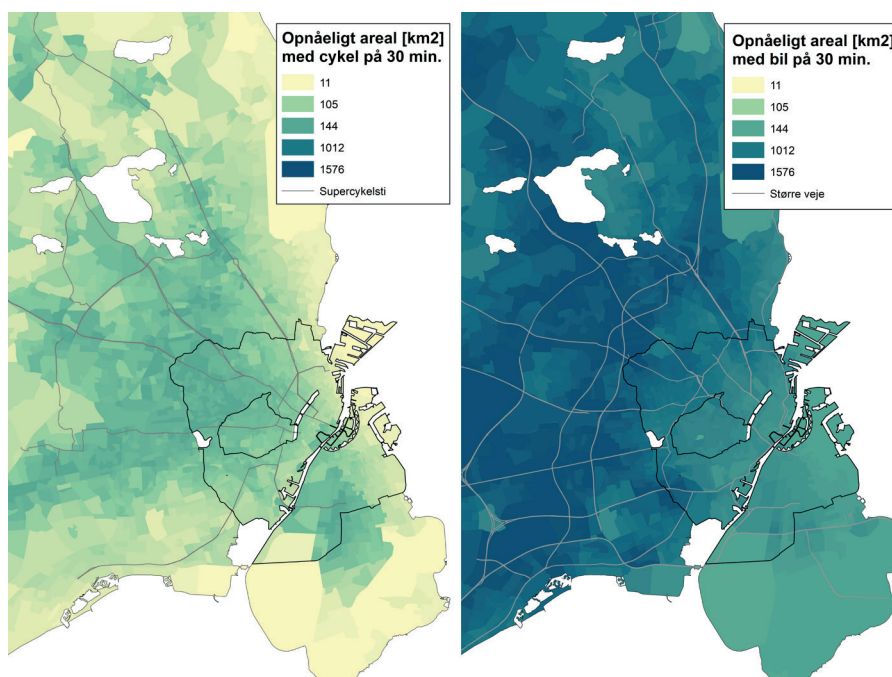 Opnåeligt areal [km2]
med cykel på 30 min.
11
105
144
1012
1576
Supercykelsti
Opnåeligt areal [km2]
med bil på 30 min.
11
105
144
1012
1576
Større veje